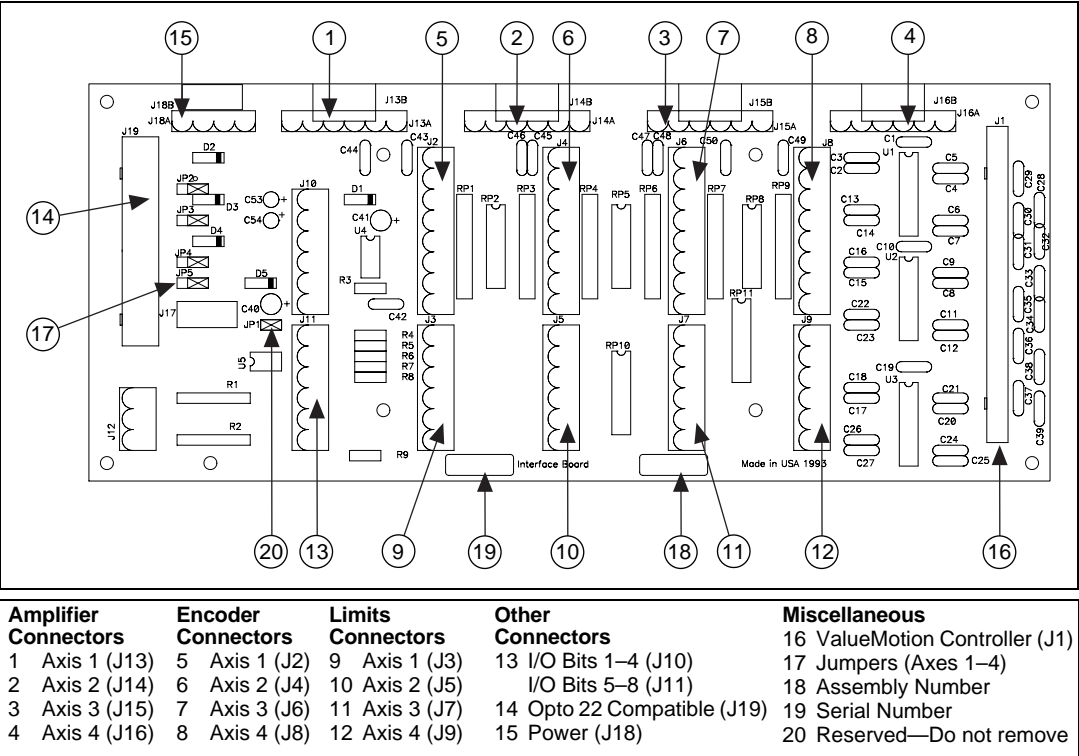 15 1 5 2 6 3 7 8 4
J18B J13B J14B J15B J16B
J18A J13A J14A J15A J16A
J19 C43 J2 C46 C45 J4 C47 C48 J6 C50 C49 J8 C1 J1
D2 C44 C3 U1 C5
C2 C4
JP2 J10 D1 RP1 RP2 RP3 RP4 RP5 RP6 RP7 RP8 RP9 C29 C28
14 D3 C53 C13 C6
JP3 C54 C41 C14 C7 C30
D4 U4 C10 C31 C32
JP4 C16 U2 C9
JP5 D5 R3 C15 C8 C33
17 J17 C40 C42 RP11 C22 C11 C35
JP1 J11 J3 J5 J7 J9 C23 C12 C34
R4
R5
U5 R6 RP10 C36
R7 C19
R8 U3 C38
R1 C18 C21
C17 C20 C37
J12 R2 C26 C24 C39
R9 C27 C25
Interface Board
Made in USA 1993
20 13 9 19 10 18 11 12 16
Amplifier
Connectors
1 Axis 1 (J13)
2 Axis 2 (J14)
3 Axis 3 (J15)
4 Axis 4 (J16)
Encoder
Connectors
5 Axis 1 (J2)
6 Axis 2 (J4)
7 Axis 3 (J6)
8 Axis 4 (J8)
Limits
Connectors
9 Axis 1 (J3)
10 Axis 2 (J5)
11 Axis 3 (J7)
12 Axis 4 (J9)
Other
Connectors
13 I/O Bits 1–4 (J10)
I/O Bits 5–8 (J11)
14 Opto 22 Compatible (J19)
15 Power (J18)
Miscellaneous
16 ValueMotion Controller (J1)
17 Jumpers (Axes 1–4)
18 Assembly Number
19 Serial Number
20 Reserved—Do not remove